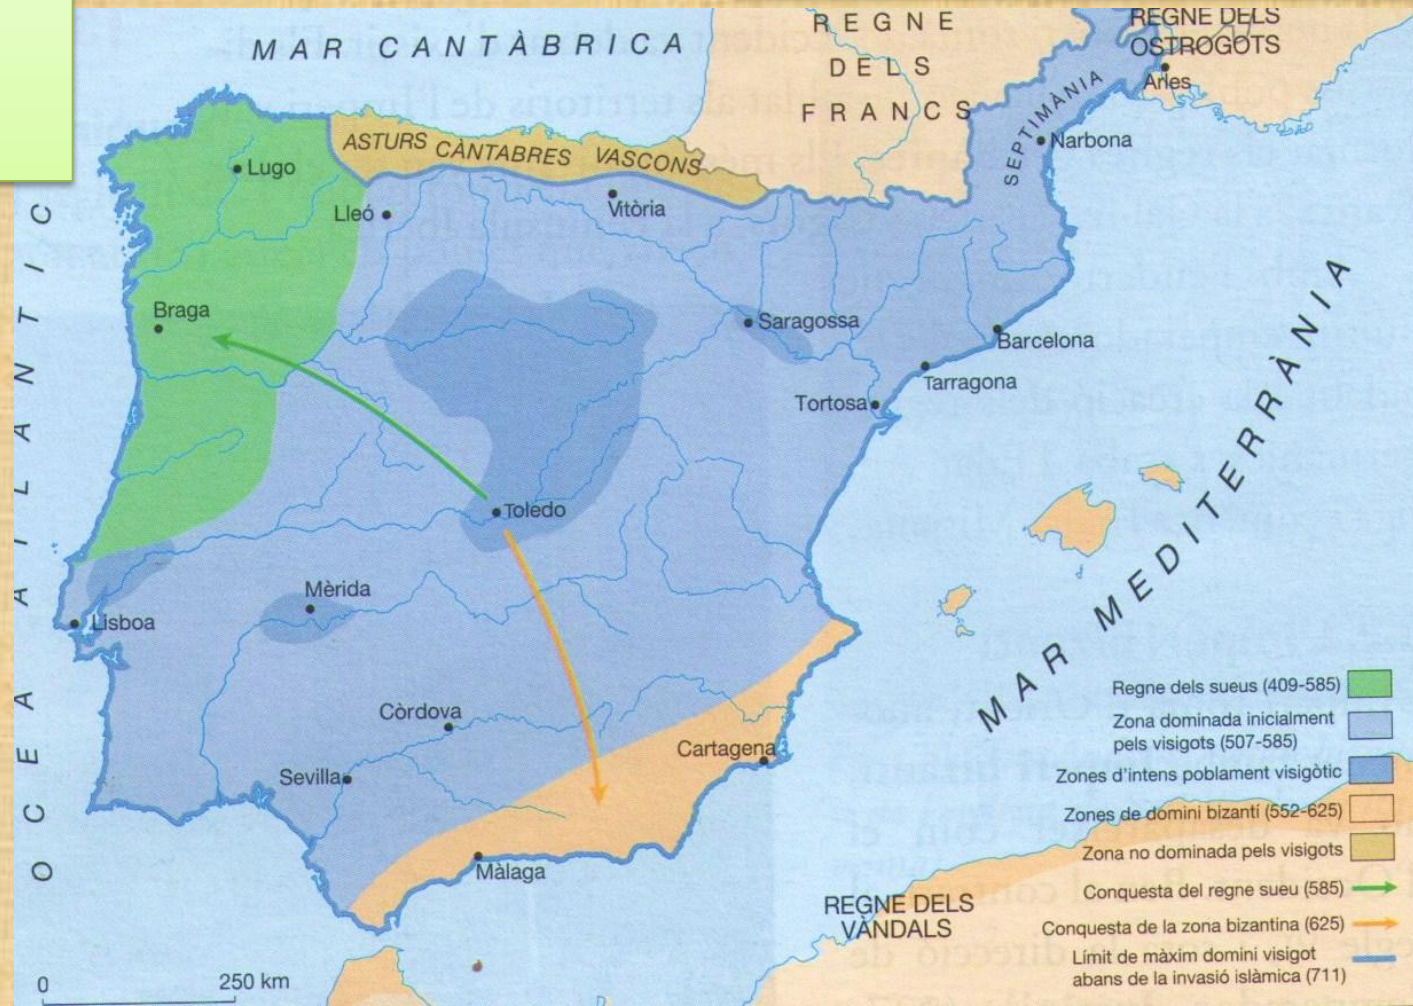 MAR CANTÀBRICA
REGNE
DELS
FRANCS
REGNE DELS
OSTROGOTS
Arles
SEPTIMÀNIA
Narbona
ASTURS CÀNTABRES VASCONS
Lugo
Lleó
Vitòria
Braga
Saragossa
Barcelona
Tarragona
Tortosa
Toledo
Mèrida
Lisboa
Còrdova
Sevilla
Cartagena
Màlaga
OCEÀ ATLÀNTIC
MAR MEDITERRÀNIA
REGNE DELS
VÀNDALS
Regne dels sueus (409-585)
Zona dominada inicialment
pels visigots (507-585)
Zones d'intens poblament visigòtic
Zones de domini bizantí (552-625)
Zona no dominada pels visigots
Conquesta del regne sueu (585)
Conquesta de la zona bizantina (625)
Límit de màxim domini visigot
abans de la invasió islàmica (711)
0 250 km